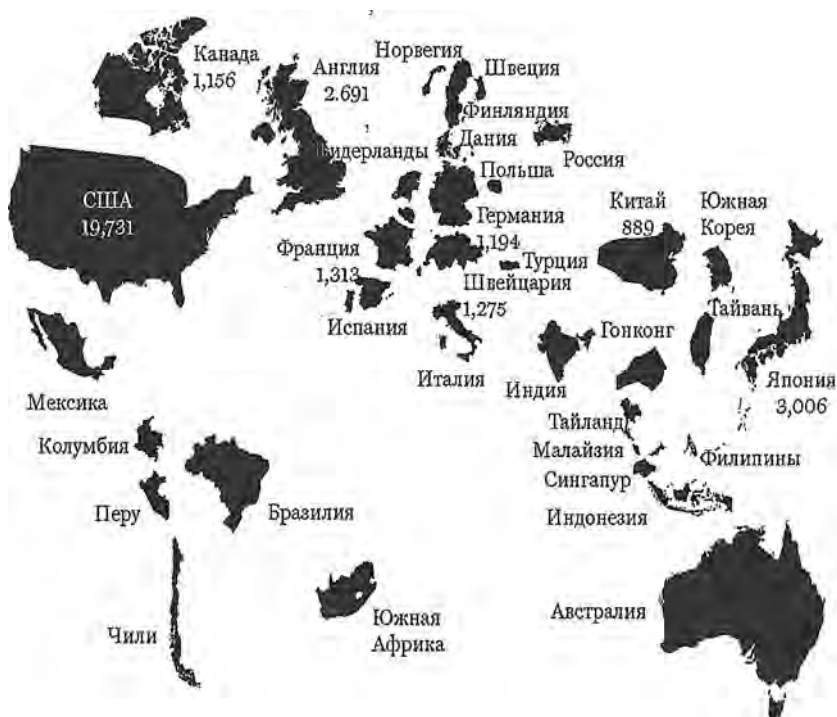 Канада
1,156
Англия
2.691
Норвегия
Швеция
Финляндия
Дания
идерланды
Россия
Польша
США
19,731
Германия
1,194
Китай
889
Южная
Корея
Франция
1,313
Турция
Швейцария
1,275
Испания
Тайвань
Гонконг
Италия
Индия
Япония
3,006
Мексика
Колумбия
Тайланд
Малайзия
Филипины
Сингапур
Перу
Бразилия
Индонезия
Австралия
Чили
Южная
Африка